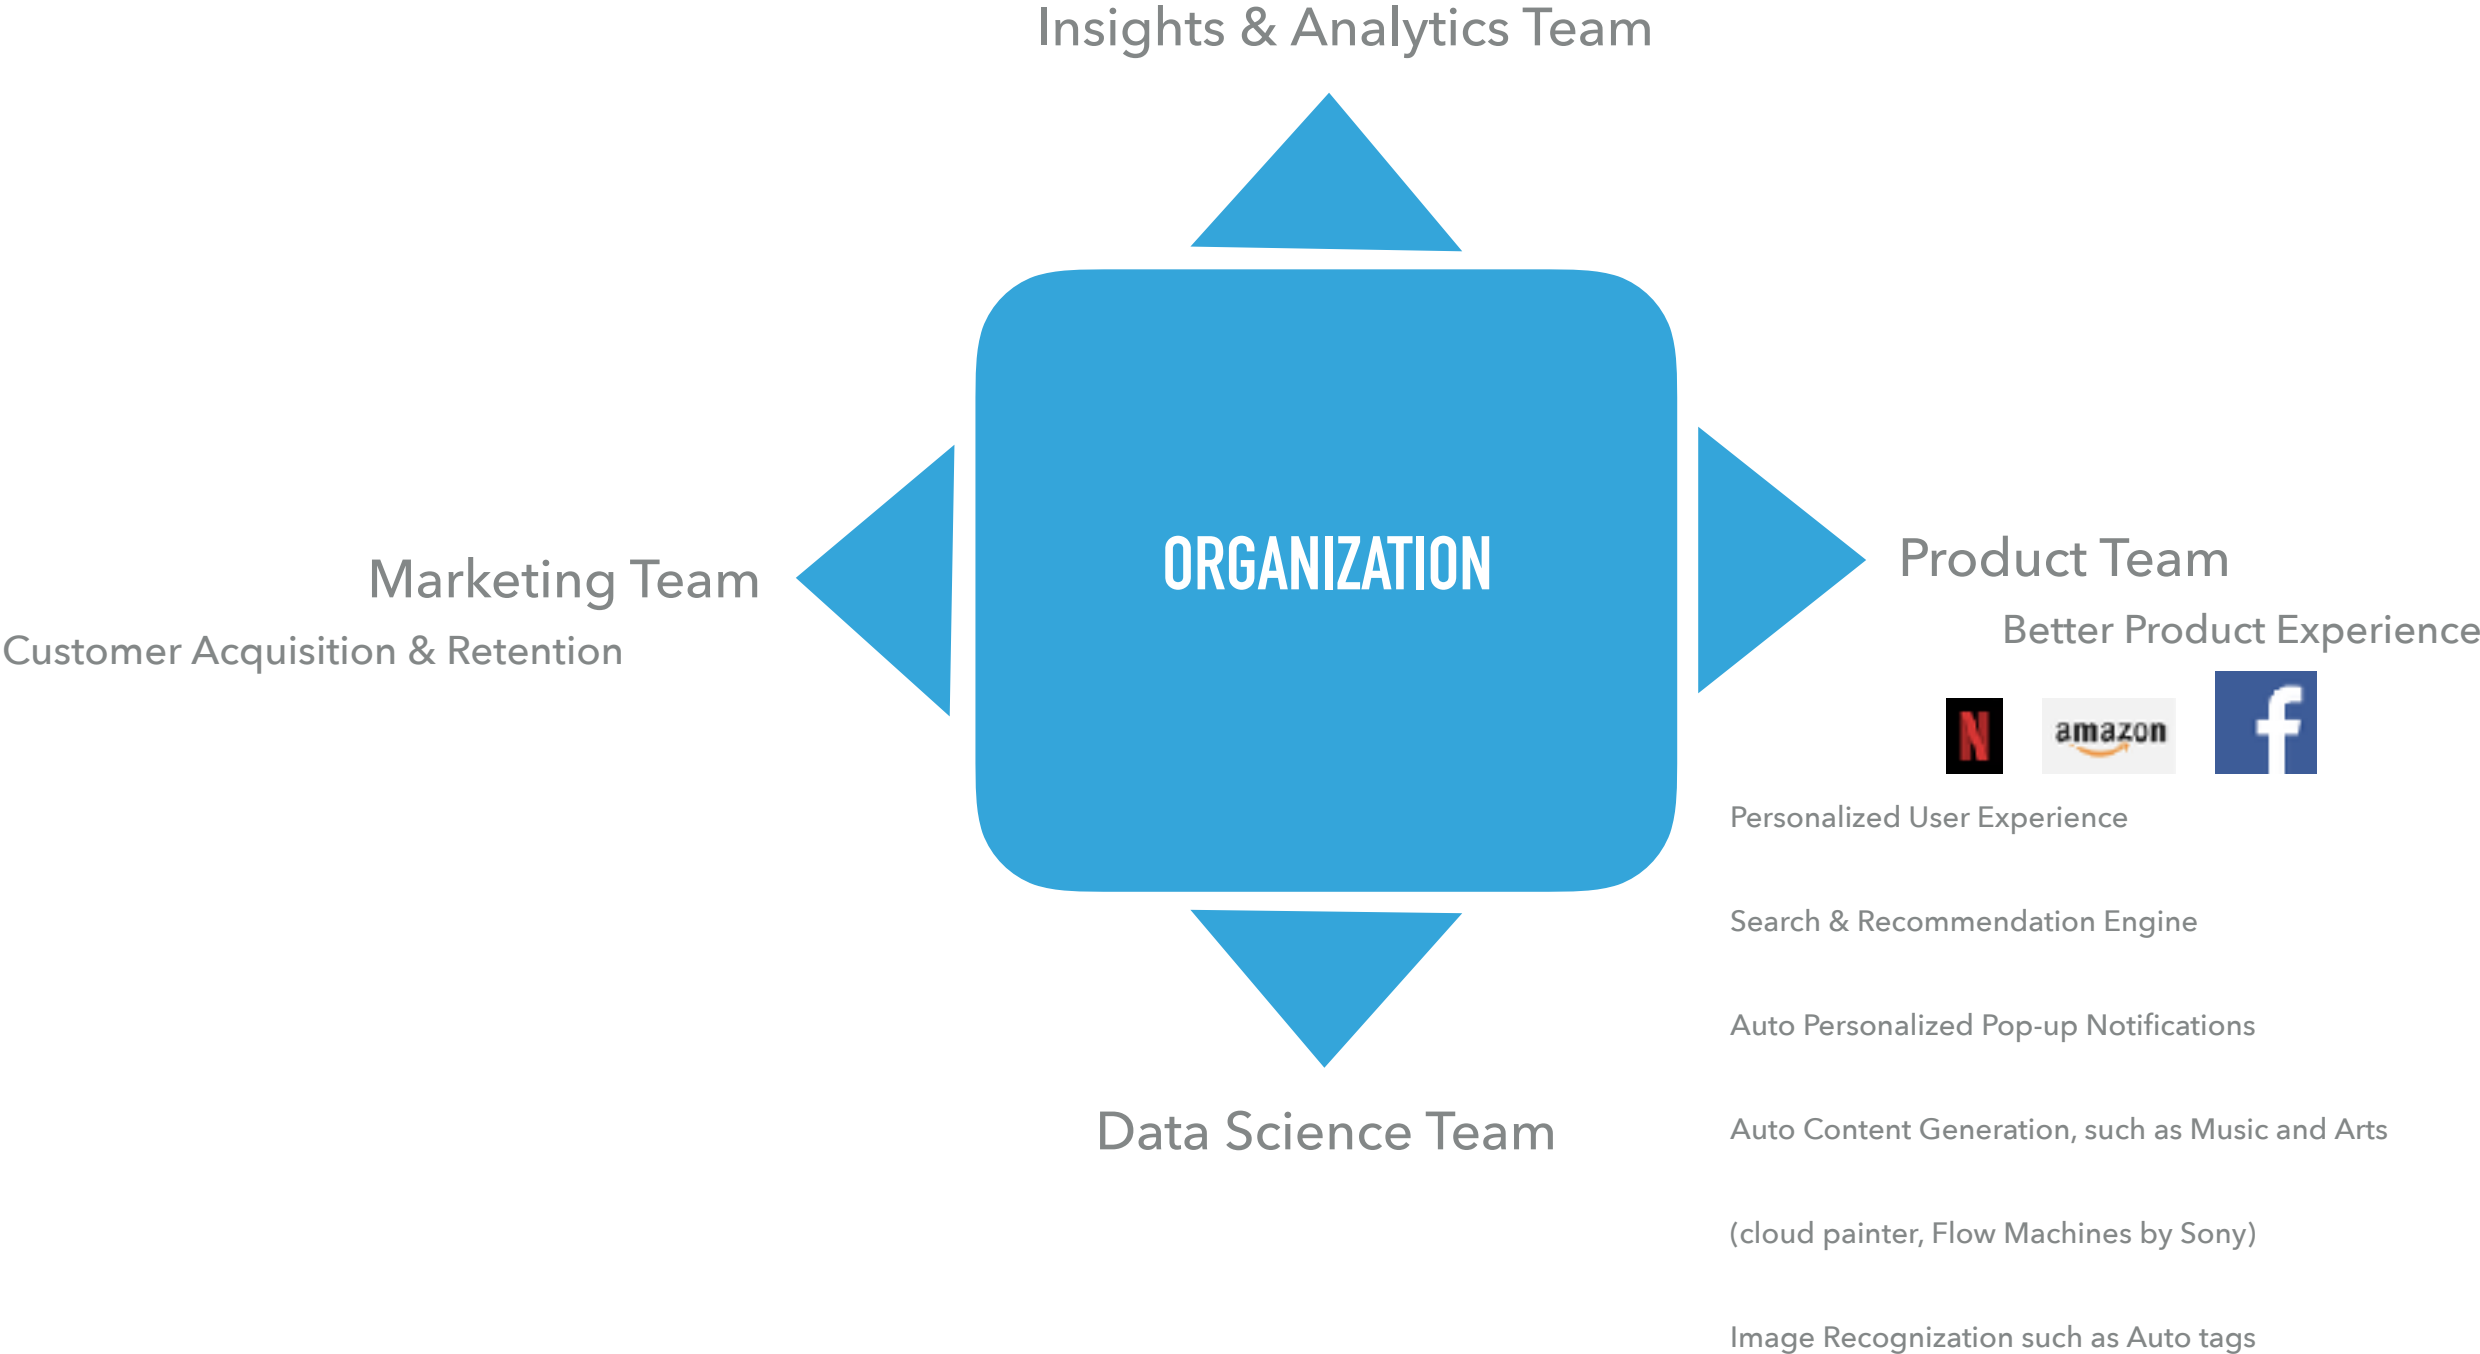 Insights & Analytics Team
ORGANIZATION
Marketing Team
Customer Acquisition & Retention
Product Team
Better Product Experience
N
amazon
f
Personalized User Experience
Search & Recommendation Engine
Auto Personalized Pop-up Notifications
Auto Content Generation, such as Music and Arts
(cloud painter, Flow Machines by Sony)
Image Recognization such as Auto tags
Data Science Team